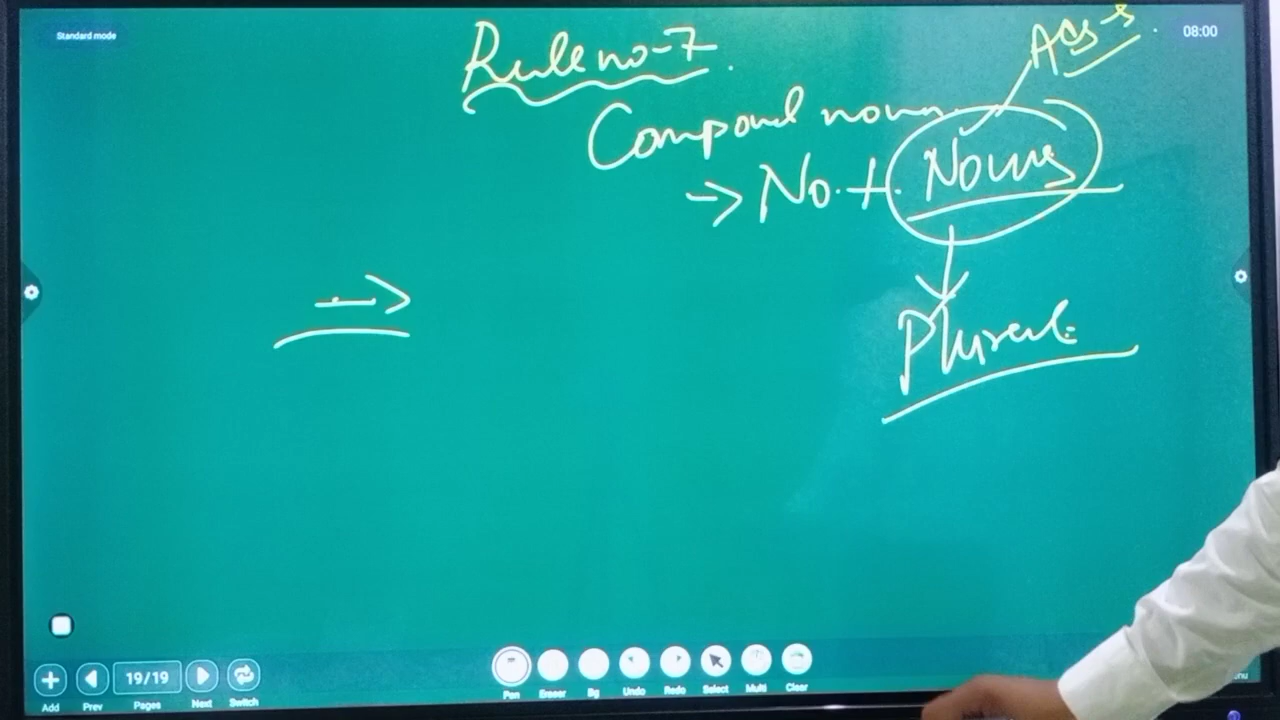 Standard mode
08:00
Rule no-7
Compound noun
→ No. + Nouns
Plural
19/19
Add
Prev
Pages
Next
Switch
Pen
Eraser
Bg
Undo
Redo
Select
Multi
Clear